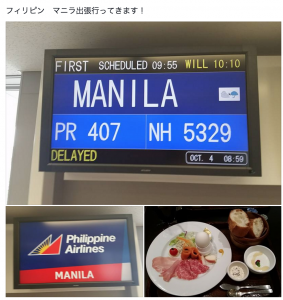 フィリピン　マニラ出張行ってきます！
FIRST SCHEDULED 09:55 WILL 10:10
MANILA
PR 407 NH 5329
DELAYED OCT. 4 08:59
Philippine
Airlines
MANILA